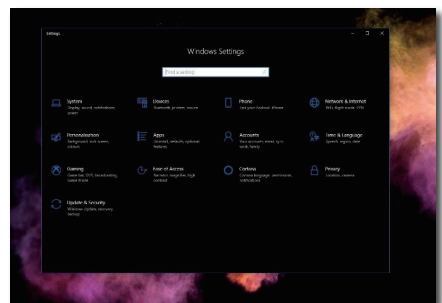 Settings
Windows Settings
Find a setting
System
Display, sound, notifications,
power
Devices
Bluetooth, printers, mouse
Phone
Link your Android, iPhone
Network & Internet
Wi-Fi, flight mode, VPN
Personalisation
Background, lock screen,
colours
Apps
Uninstall, defaults, optional
features
Accounts
Your accounts, email, sync,
work, family
Time & Language
Speech, region, date
Gaming
Game bar, DVR, broadcasting,
Game Mode
Ease of Access
Narrator, magnifier, high
contrast
Cortana
Cortana language, permissions,
notifications
Privacy
Location, camera
Update & Security
Windows Update, recovery,
backup